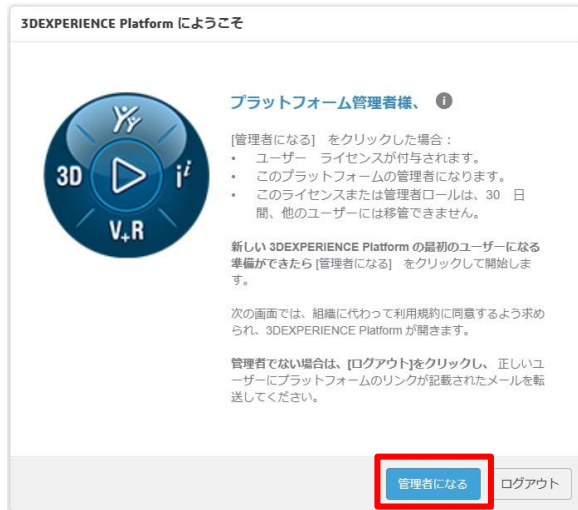 3DEXPERIENCE Platform にようこそ
プラットフォーム管理者様、 i
[管理者になる] をクリックした場合：
• ユーザー ライセンスが付与されます。
• このプラットフォームの管理者になります。
• このライセンスまたは管理者ロールは、30 日
間、他のユーザーには移管できません。
新しい 3DEXPERIENCE Platform の最初のユーザーになる
準備ができたら [管理者になる] をクリックして開始しま
す。
次の画面では、組織に代わって利用規約に同意するよう求め
られ、3DEXPERIENCE Platform が開きます。
管理者でない場合は、[ログアウト]をクリックし、 正しいユ
ーザーにプラットフォームのリンクが記載されたメールを転
送してください。
3D
i i
V+R
管理者になる ログアウト